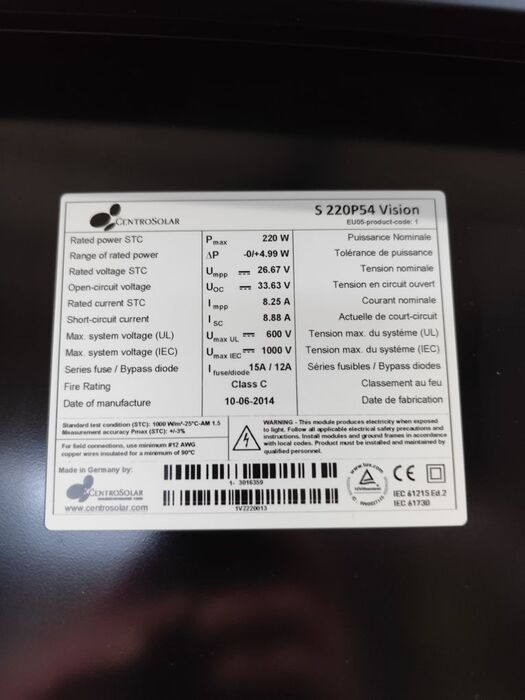 CENTROSOLAR
S 220P54 Vision
EU05-product-code: 1
Rated power STC Pmax 220 W Puissance Nominale
Range of rated power ΔP -0/+4.99 W Tolérance de puissance
Rated voltage STC Umpp 26.67 V Tension nominale
Open-circuit voltage UOC 33.63 V Tension en circuit ouvert
Rated current STC Impp 8.25 A Courant nominale
Short-circuit current ISC 8.88 A Actuelle de court-circuit
Max. system voltage (UL) Umax UL 600 V Tension max. du système (UL)
Max. system voltage (IEC) Umax IEC 1000 V Tension max. du système (IEC)
Series fuse / Bypass diode Ifuse/diode 15A / 12A Séries fusibles / Bypass diodes
Fire Rating Class C Classement au feu
Date of manufacture 10-06-2014 Date de fabrication
Standard test condition (STC): 1000 W/m²-25°C-AM 1.5
Measurement accuracy Pmax (STC): +/-3%
For field connections, use minimum #12 AWG
copper wires insulated for a minimum of 90°C
WARNING - This module produces electricity when exposed
to light. Follow all applicable electrical safety precautions and
instructions. Install modules and ground frames in accordance
with local codes. Product must be installed and maintained by
qualified personnel.
Made in Germany by:
CENTROSOLAR
www.centrosolar.com
1- 3016359
1V2220013
CE
IEC 61215 Ed.2
IEC 61730